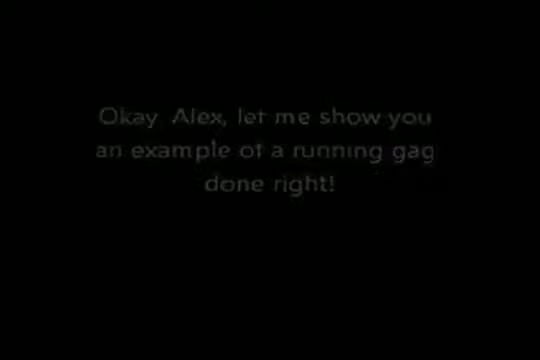 Okay Alex, let me show you
an example of a running gag
done right!